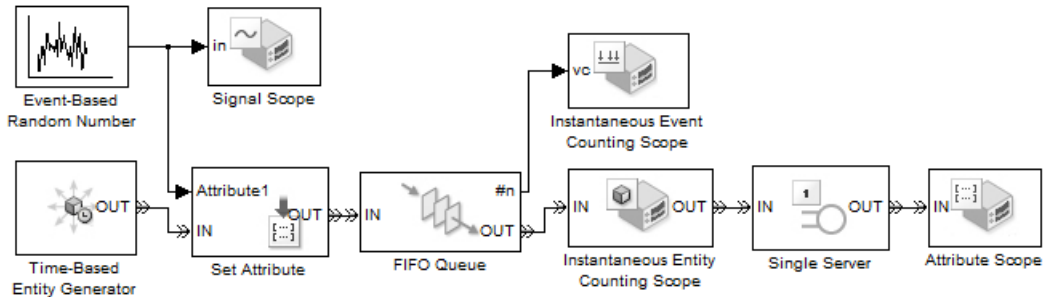 in
Signal Scope
Event-Based
Random Number
vc
Instantaneous Event
Counting Scope
OUT
Time-Based
Entity Generator
Attribute1
IN
OUT
[...]
Set Attribute
IN
#n
OUT
FIFO Queue
IN
OUT
Instantaneous Entity
Counting Scope
IN
1
OUT
Single Server
IN
[...]
Attribute Scope